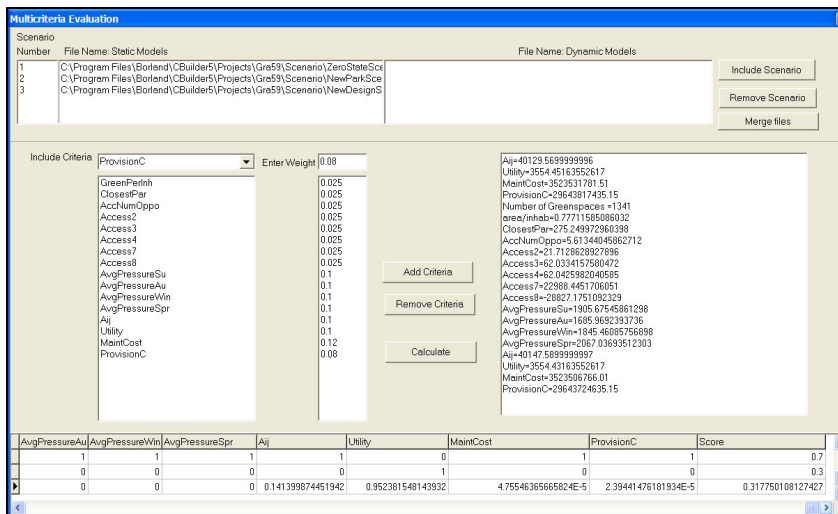 Multicriteria Evaluation
Scenario
Number File Name: Static Models File Name: Dynamic Models
1 C:\Program Files\Borland\CBuilder5\Projects\Gra59\Scenario\ZeroStateSce
2 C:\Program Files\Borland\CBuilder5\Projects\Gra59\Scenario\NewParkSce
3 C:\Program Files\Borland\CBuilder5\Projects\Gra59\Scenario\NewDesignS
Include Scenario
Remove Scenario
Merge files
Include Criteria ProvisionC Enter Weight 0.08
GreenPerInh 0.025
ClosestPar 0.025
AccNumOppo 0.025
Access2 0.025
Access3 0.025
Access4 0.025
Access7 0.025
Access8 0.025
AvgPressureSu 0.1
AvgPressureAu 0.1
AvgPressureWin 0.1
AvgPressureSpr 0.1
Aij 0.1
Utility 0.1
MaintCost 0.12
ProvisionC 0.08
Add Criteria
Remove Criteria
Calculate
Aij=40129.5699999996
Utility=3554.45163552617
MaintCost=3523531781.51
ProvisionC=29643817435.15
Number of Greenspaces =1341
area/inhab=0.77711585086032
ClosestPar=275.249972960398
AccNumOppo=5.61344045862712
Access2=21.7128628927896
Access3=62.0334157580472
Access4=62.0425982040585
Access7=22988.4451706051
Access8=-28827.1751092329
AvgPressureSu=1905.67545861298
AvgPressureAu=1685.9692393736
AvgPressureWin=1845.46085756898
AvgPressureSpr=2067.03693512303
Aij=40147.5899999997
Utility=3554.43163552617
MaintCost=3523506766.01
ProvisionC=29643724635.15
AvgPressureAu AvgPressureWin AvgPressureSpr Aij Utility MaintCost ProvisionC Score
1 1 1 1 0 1 1 0.7
0 0 0 0 1 0 0 0.3
0 0 0 0.141399874451942 0.952381548143932 4.75546365665824E-5 2.39441476181934E-5 0.317750108127427